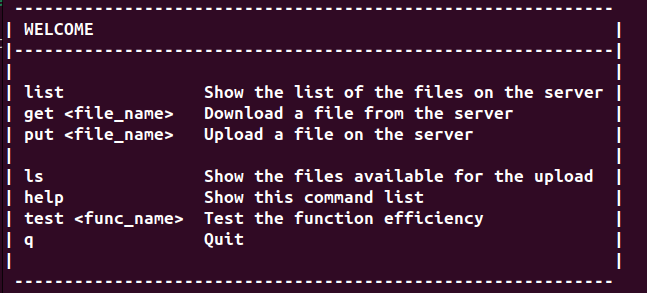 ------------------------------------------------------------
| WELCOME                                                    |
|------------------------------------------------------------|
|                                                            |
| list              Show the list of the files on the server |
| get <file_name>   Download a file from the server          |
| put <file_name>   Upload a file on the server              |
|                                                            |
| ls                Show the files available for the upload  |
| help              Show this command list                   |
| test <func_name>  Test the function efficiency             |
| q                 Quit                                     |
|                                                            |
------------------------------------------------------------